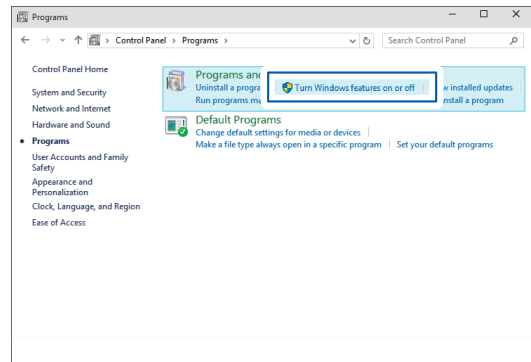 Programs
Control Panel > Programs >
Search Control Panel
Control Panel Home
System and Security
Network and Internet
Hardware and Sound
Programs
User Accounts and Family
Safety
Appearance and
Personalization
Clock, Language, and Region
Ease of Access
Programs and
Uninstall a progra
Turn Windows features on or off
w installed updates
Run programs ma
nstall a program
Default Programs
Change default settings for media or devices
Make a file type always open in a specific program
Set your default programs